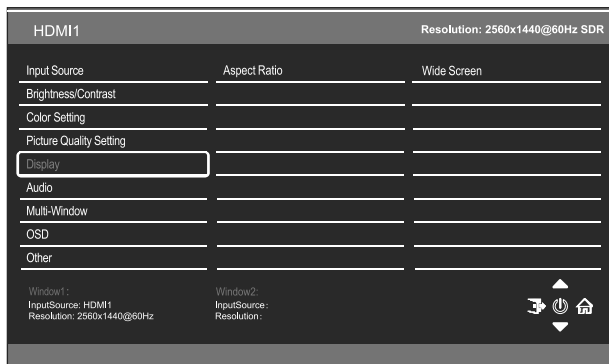 HDMI1
Resolution: 2560x1440@60Hz SDR
Input Source
Aspect Ratio
Wide Screen
Brightness/Contrast
Color Setting
Picture Quality Setting
Display
Audio
Multi-Window
OSD
Other
Window1:
InputSource: HDMI1
Resolution: 2560x1440@60Hz
Window2:
InputSource:
Resolution: